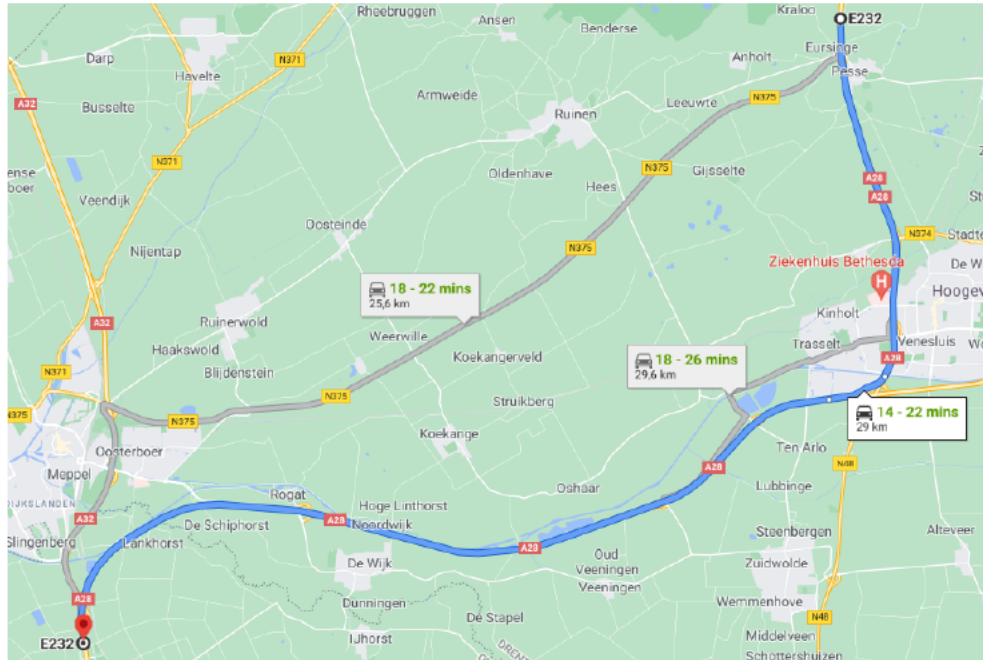 Kraloo
Rheebruggen
E232
Ansen
Benderse
Eursinge
Darp
N371
Anholt
Pesse
Havelte
A32
Armweide
Leeuwte
N375
Busselte
Ruinen
N371
N375
Gijsselte
Oldenhave
Hees
A28
A28
Veendijk
Oosteinde
N374
Nijentap
N375
Ziekenhuis Bethesda
H
18 - 22 mins
25,6 km
Kinholt
A32
Ruinerwold
Weerwille
Trasselt
Venesluis
Haakswold
Koekangerveld
18 - 26 mins
29,6 km
A28
N371
Blijdenstein
N375
Struikberg
N375
14 - 22 mins
29 km
N375
Koekange
Ten Arlo
Oosterboer
N48
Meppel
A28
Rogat
Oshaar
Lubbinge
Hoge Linthorst
A32
De Schiphorst
A28
Noordwijk
Steenbergen
Alteveer
Slingenberg
Lankhorst
A28
Oud
Veeningen
De Wijk
Zuidwolde
Veeningen
A28
Dunningen
Wemmenhove
De Stapel
N48
E232
IJhorst
Middelveen
Schottershuizen